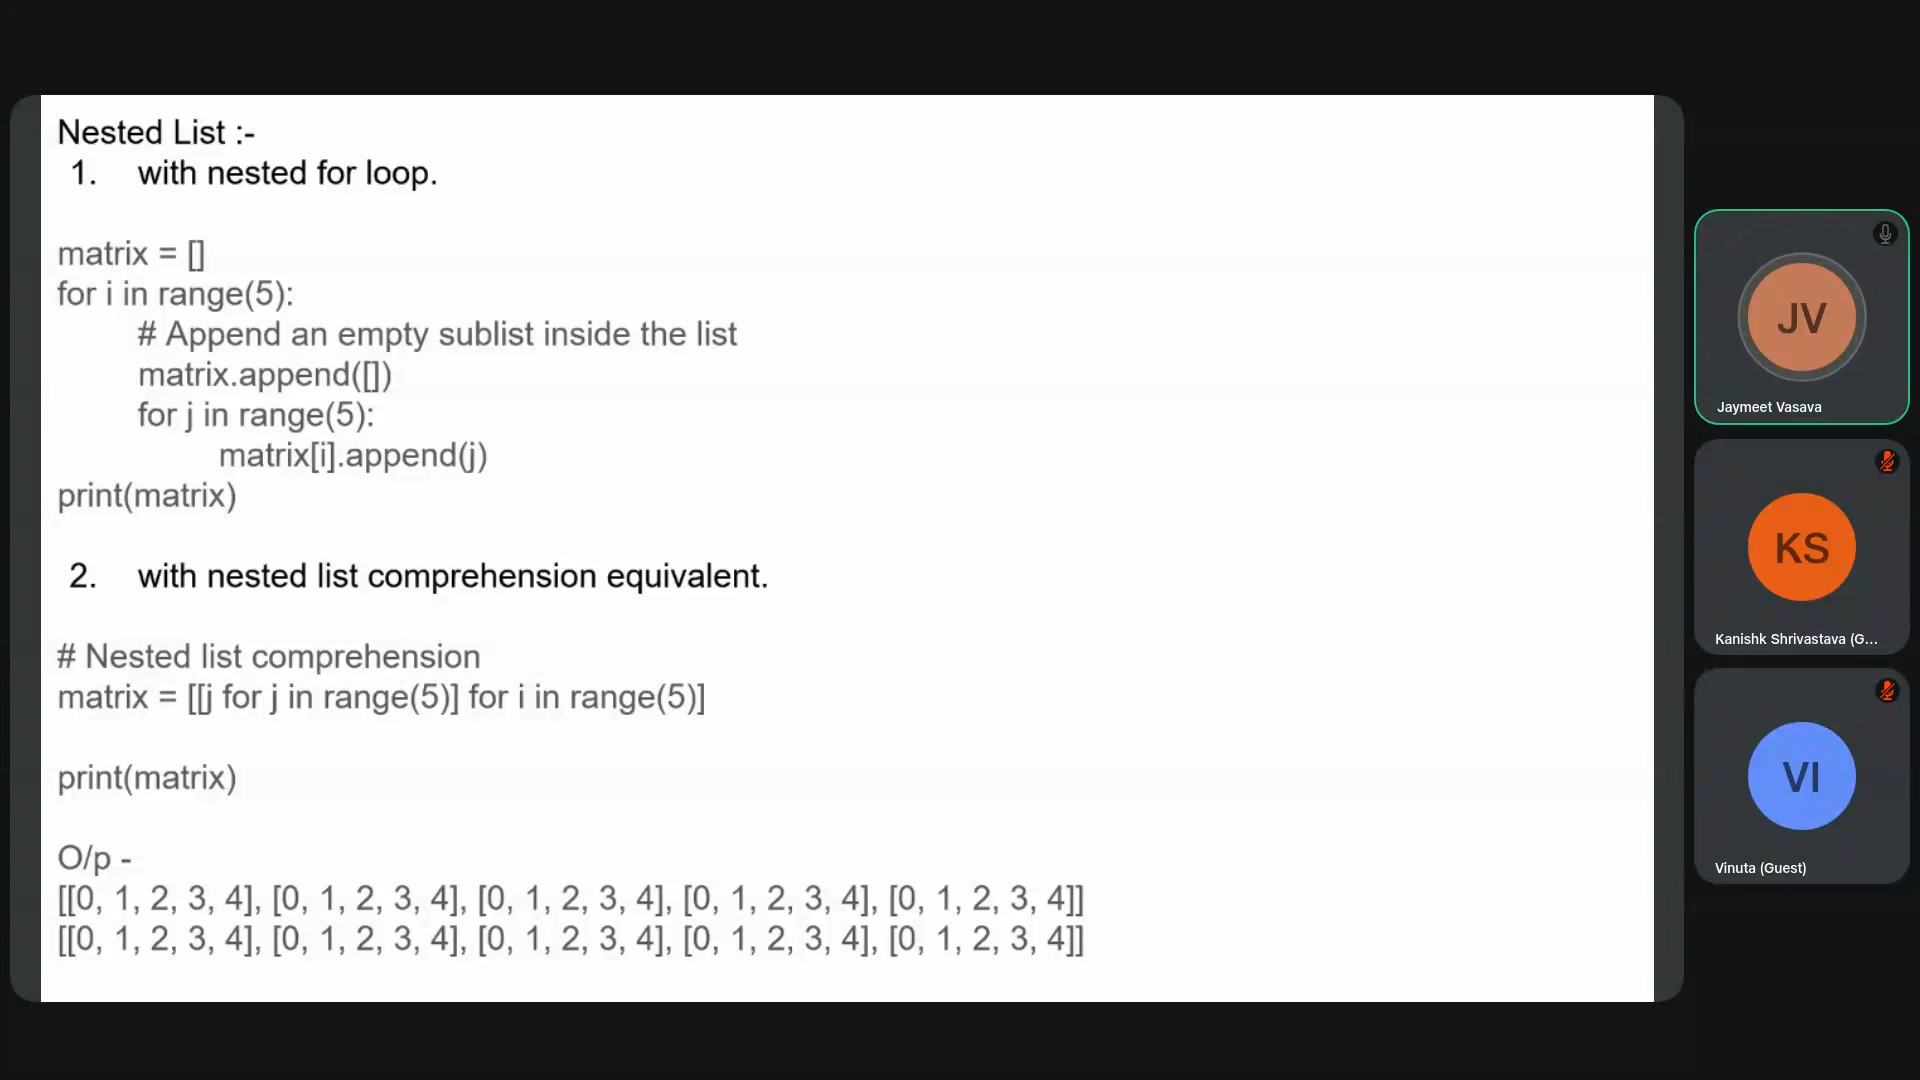 Nested List :-
1. with nested for loop.
matrix = []
for i in range(5):
# Append an empty sublist inside the list
matrix.append([])
for j in range(5):
matrix[i].append(j)
print(matrix)
2. with nested list comprehension equivalent.
# Nested list comprehension
matrix = [[j for j in range(5)] for i in range(5)]
print(matrix)
O/p -
[[0, 1, 2, 3, 4], [0, 1, 2, 3, 4], [0, 1, 2, 3, 4], [0, 1, 2, 3, 4], [0, 1, 2, 3, 4]]
[[0, 1, 2, 3, 4], [0, 1, 2, 3, 4], [0, 1, 2, 3, 4], [0, 1, 2, 3, 4], [0, 1, 2, 3, 4]]
JV
Jaymeet Vasava
KS
Kanishk Shrivastava (G...
VI
Vinuta (Guest)